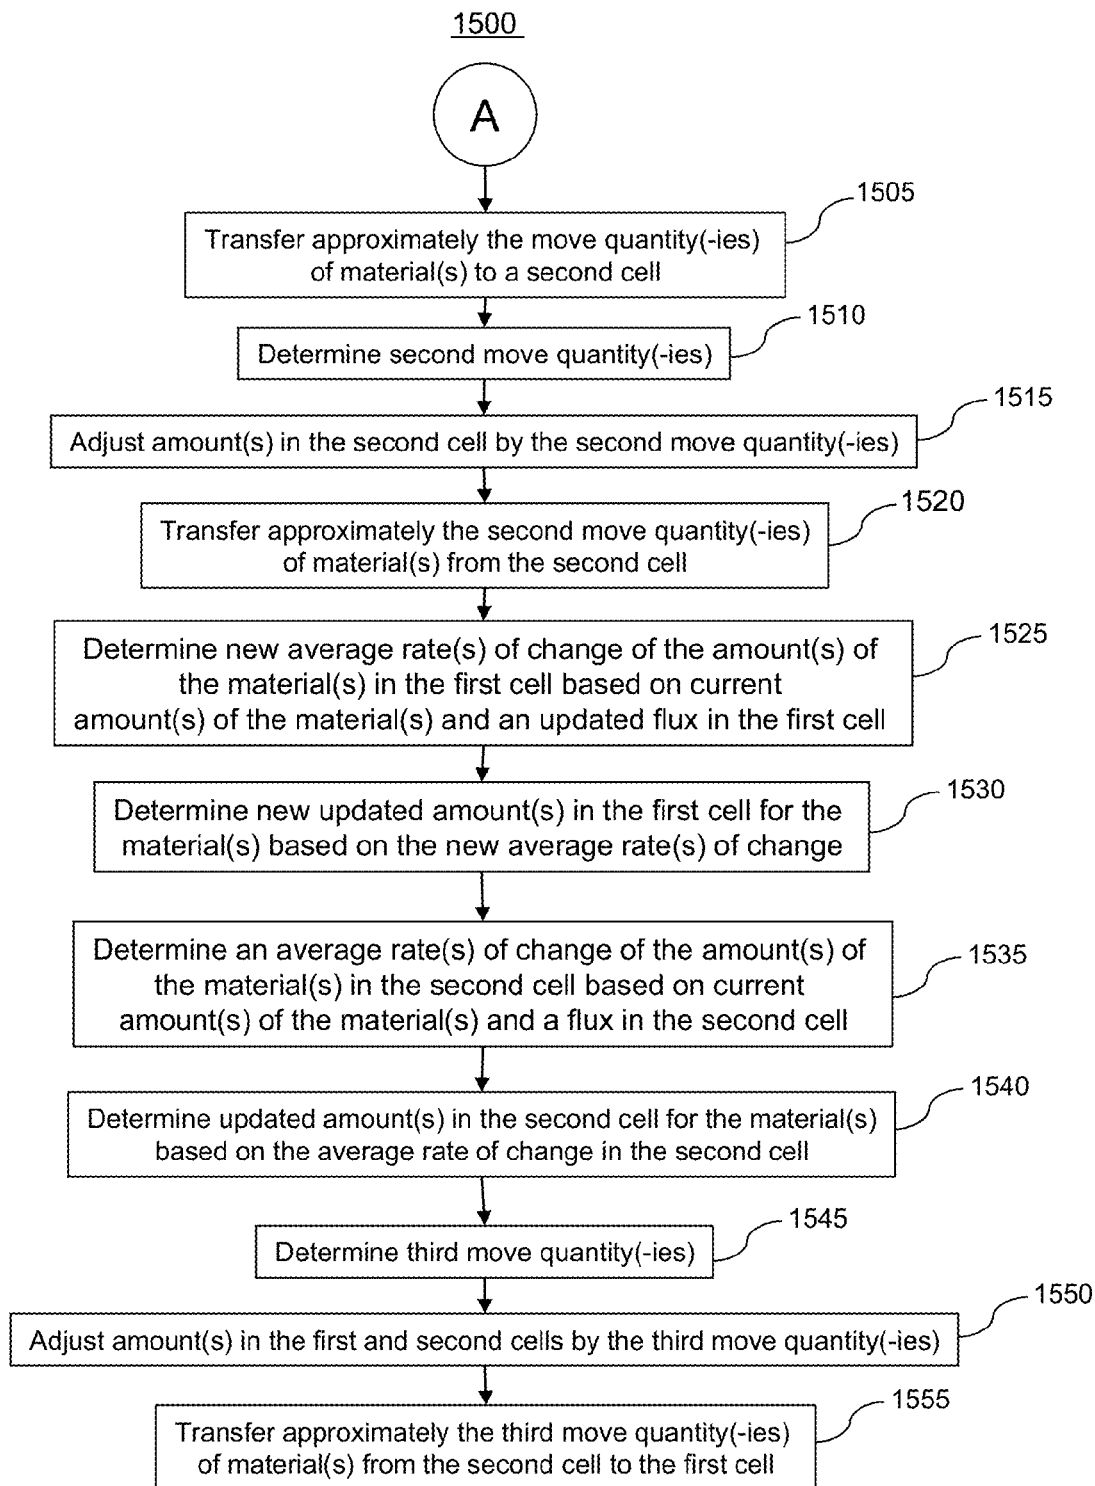 1500
A
1505
Transfer approximately the move quantity(-ies)
of material(s) to a second cell
1510
Determine second move quantity(-ies)
1515
Adjust amount(s) in the second cell by the second move quantity(-ies)
1520
Transfer approximately the second move quantity(-ies)
of material(s) from the second cell
1525
Determine new average rate(s) of change of the amount(s) of
the material(s) in the first cell based on current
amount(s) of the material(s) and an updated flux in the first cell
1530
Determine new updated amount(s) in the first cell for the
material(s) based on the new average rate(s) of change
1535
Determine an average rate(s) of change of the amount(s) of
the material(s) in the second cell based on current
amount(s) of the material(s) and a flux in the second cell
1540
Determine updated amount(s) in the second cell for the material(s)
based on the average rate of change in the second cell
1545
Determine third move quantity(-ies)
1550
Adjust amount(s) in the first and second cells by the third move quantity(-ies)
1555
Transfer approximately the third move quantity(-ies)
of material(s) from the second cell to the first cell